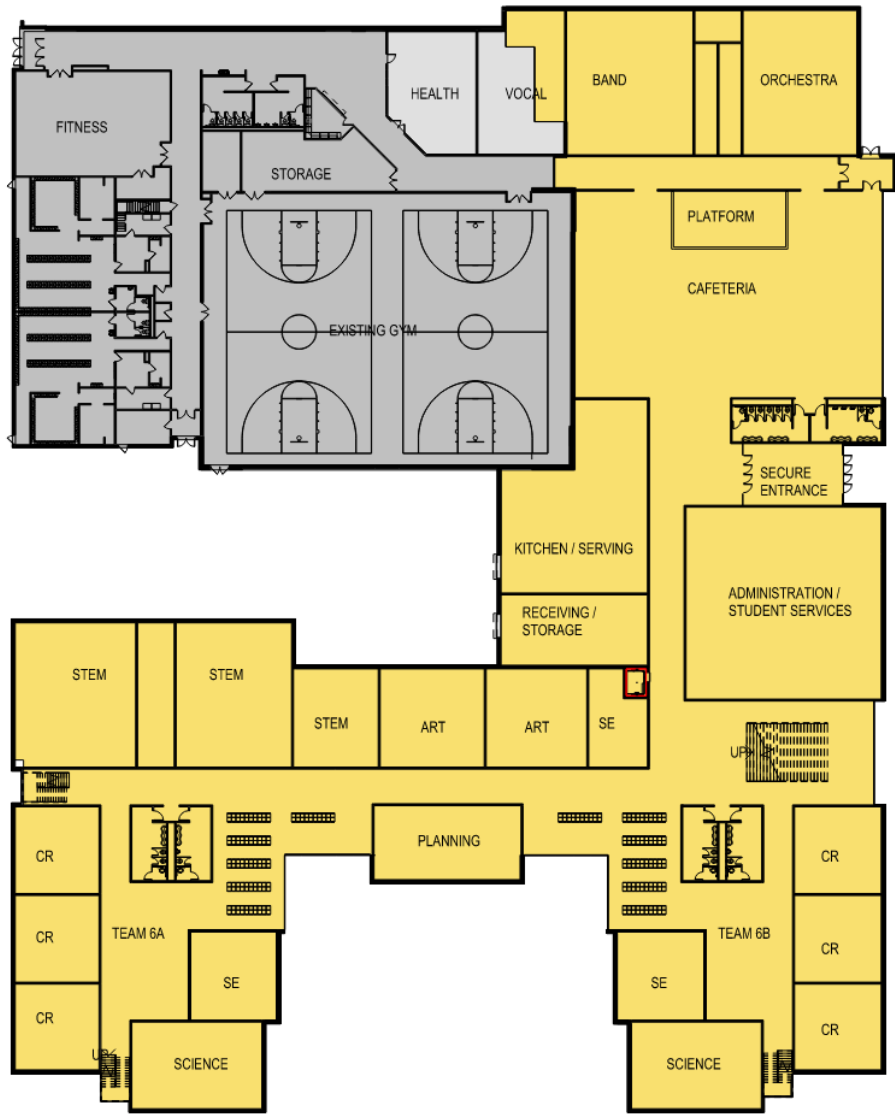 BAND
ORCHESTRA
HEALTH
VOCAL
FITNESS
STORAGE
PLATFORM
CAFETERIA
EXISTING GYM
SECURE
ENTRANCE
KITCHEN / SERVING
ADMINISTRATION /
STUDENT SERVICES
RECEIVING /
STORAGE
STEM
STEM
STEM
ART
ART
SE
UP
PLANNING
CR
CR
TEAM 6A
TEAM 6B
CR
CR
SE
SE
CR
CR
UP
SCIENCE
SCIENCE